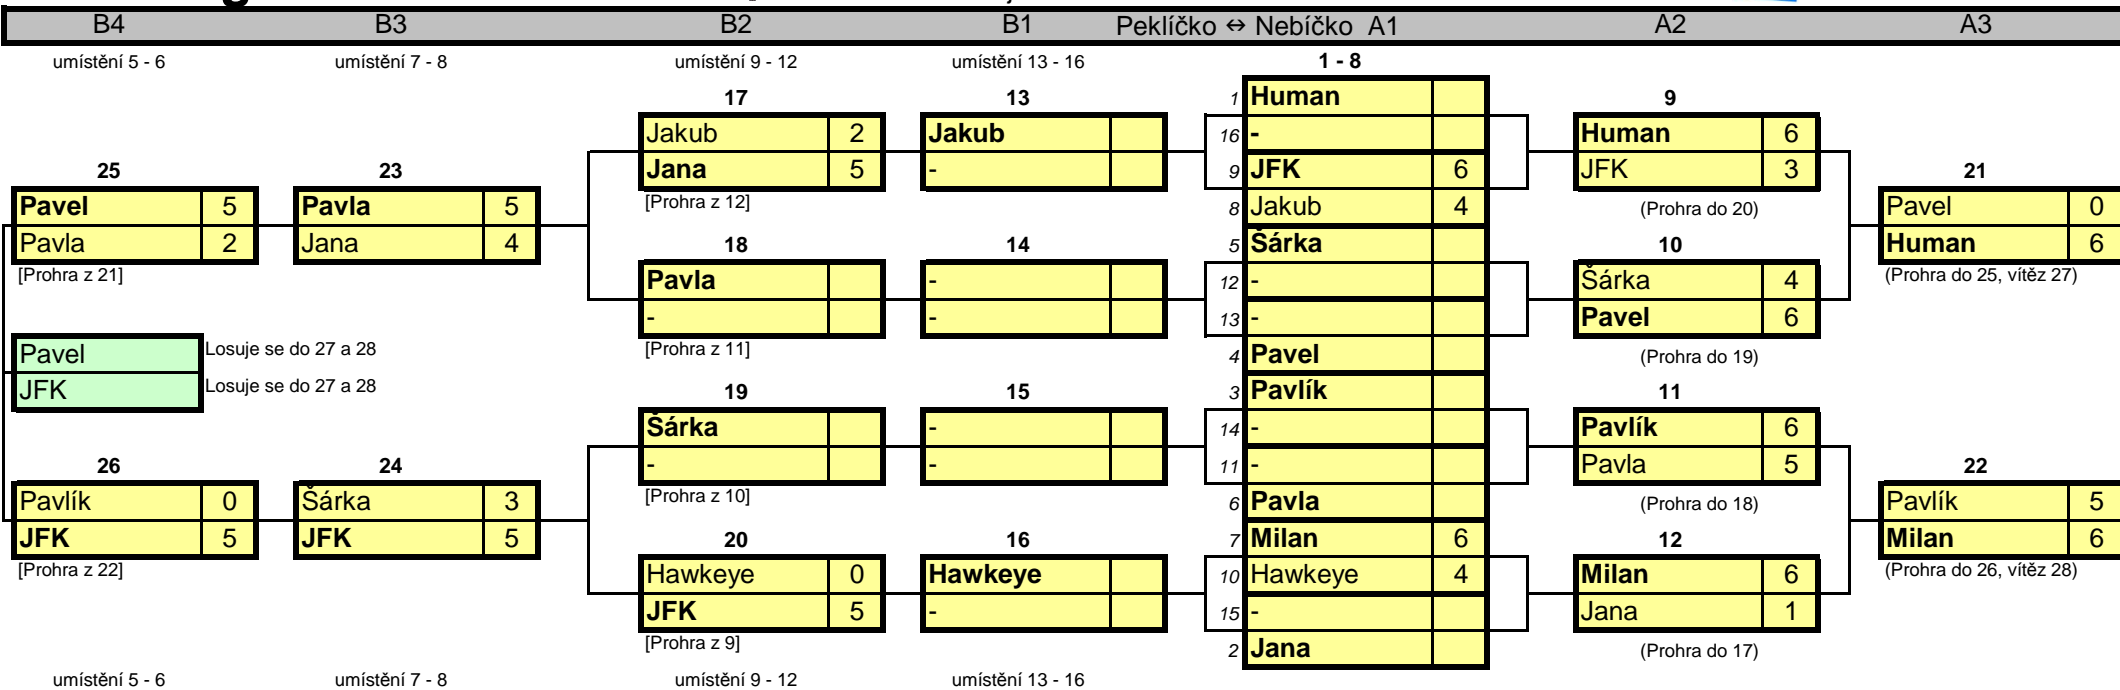 B4 B3 B2 B1 Peklíčko ↔ Nebíčko A1 A2 A3
umístění 5 - 6 umístění 7 - 8 umístění 9 - 12 umístění 13 - 16 1 - 8
17 13 1 Human 9
Jakub 2 Jakub 16 - Human 6
25 23 Jana 5 - 9 JFK 6 JFK 3 21
Pavel 5 Pavla 5 [Prohra z 12] 8 Jakub 4 (Prohra do 20) Pavel 0
Pavla 2 Jana 4 18 14 5 Šárka 10 Human 6
[Prohra z 21] Pavla - 12 - Šárka 4 (Prohra do 25, vítěz 27)
- - 13 - Pavel 6
Pavel Losuje se do 27 a 28 [Prohra z 11] 4 Pavel (Prohra do 19)
JFK Losuje se do 27 a 28 19 15 3 Pavlík 11
Šárka - 14 - Pavlík 6
26 24 - - 11 - Pavla 5 22
Pavlík 0 Šárka 3 [Prohra z 10] 6 Pavla (Prohra do 18) Pavlík 5
JFK 5 JFK 5 20 16 7 Milan 6 12 Milan 6
[Prohra z 22] Hawkeye 0 Hawkeye 10 Hawkeye 4 Milan 6 (Prohra do 26, vítěz 28)
JFK 5 - 15 - Jana 1
[Prohra z 9] 2 Jana (Prohra do 17)
umístění 5 - 6 umístění 7 - 8 umístění 9 - 12 umístění 13 - 16